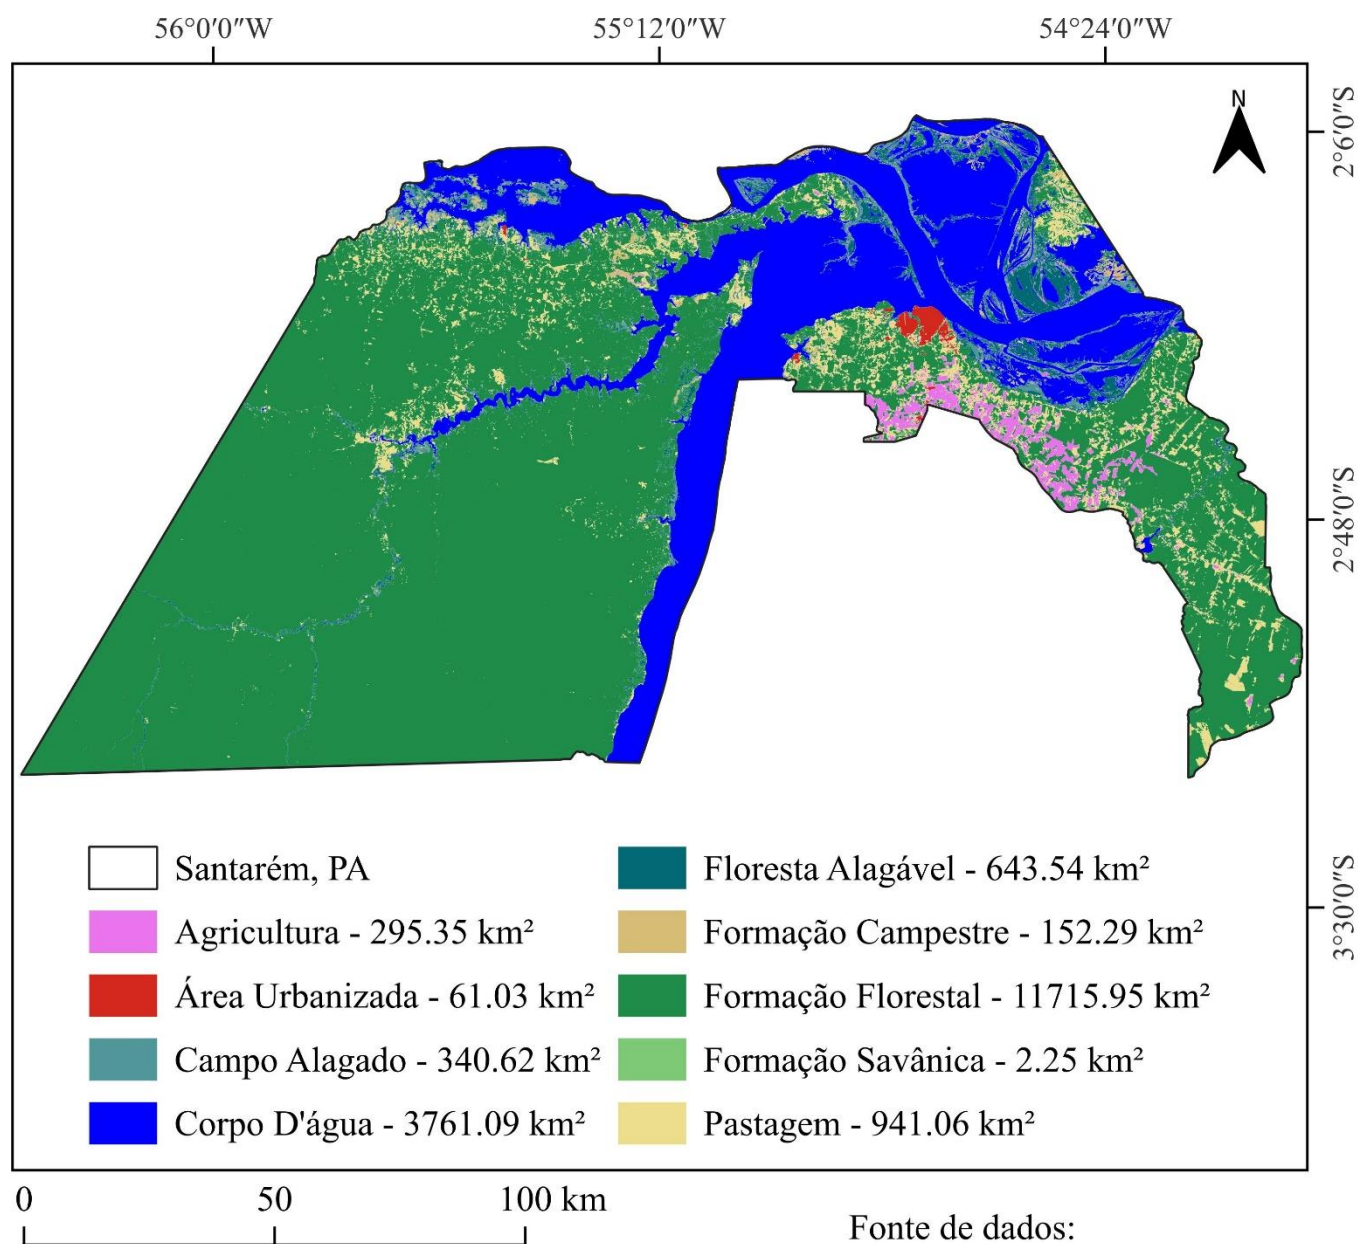 56°0′0″W 55°12′0″W 54°24′0″W
N
2°6′0″S
2°48′0″S
3°30′0″S
Santarém, PA
Agricultura - 295.35 km²
Área Urbanizada - 61.03 km²
Campo Alagado - 340.62 km²
Corpo D'água - 3761.09 km²
Floresta Alagável - 643.54 km²
Formação Campestre - 152.29 km²
Formação Florestal - 11715.95 km²
Formação Savânica - 2.25 km²
Pastagem - 941.06 km²
0 50 100 km
Fonte de dados: